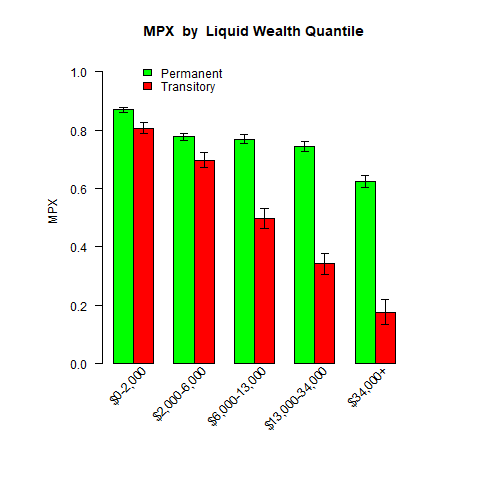 MPX by Liquid Wealth Quantile
Permanent
Transitory
1.0
0.8
0.6
0.4
0.2
0.0
MPX
$0-2,000
$2,000-6,000
$6,000-13,000
$13,000-34,000
$34,000+